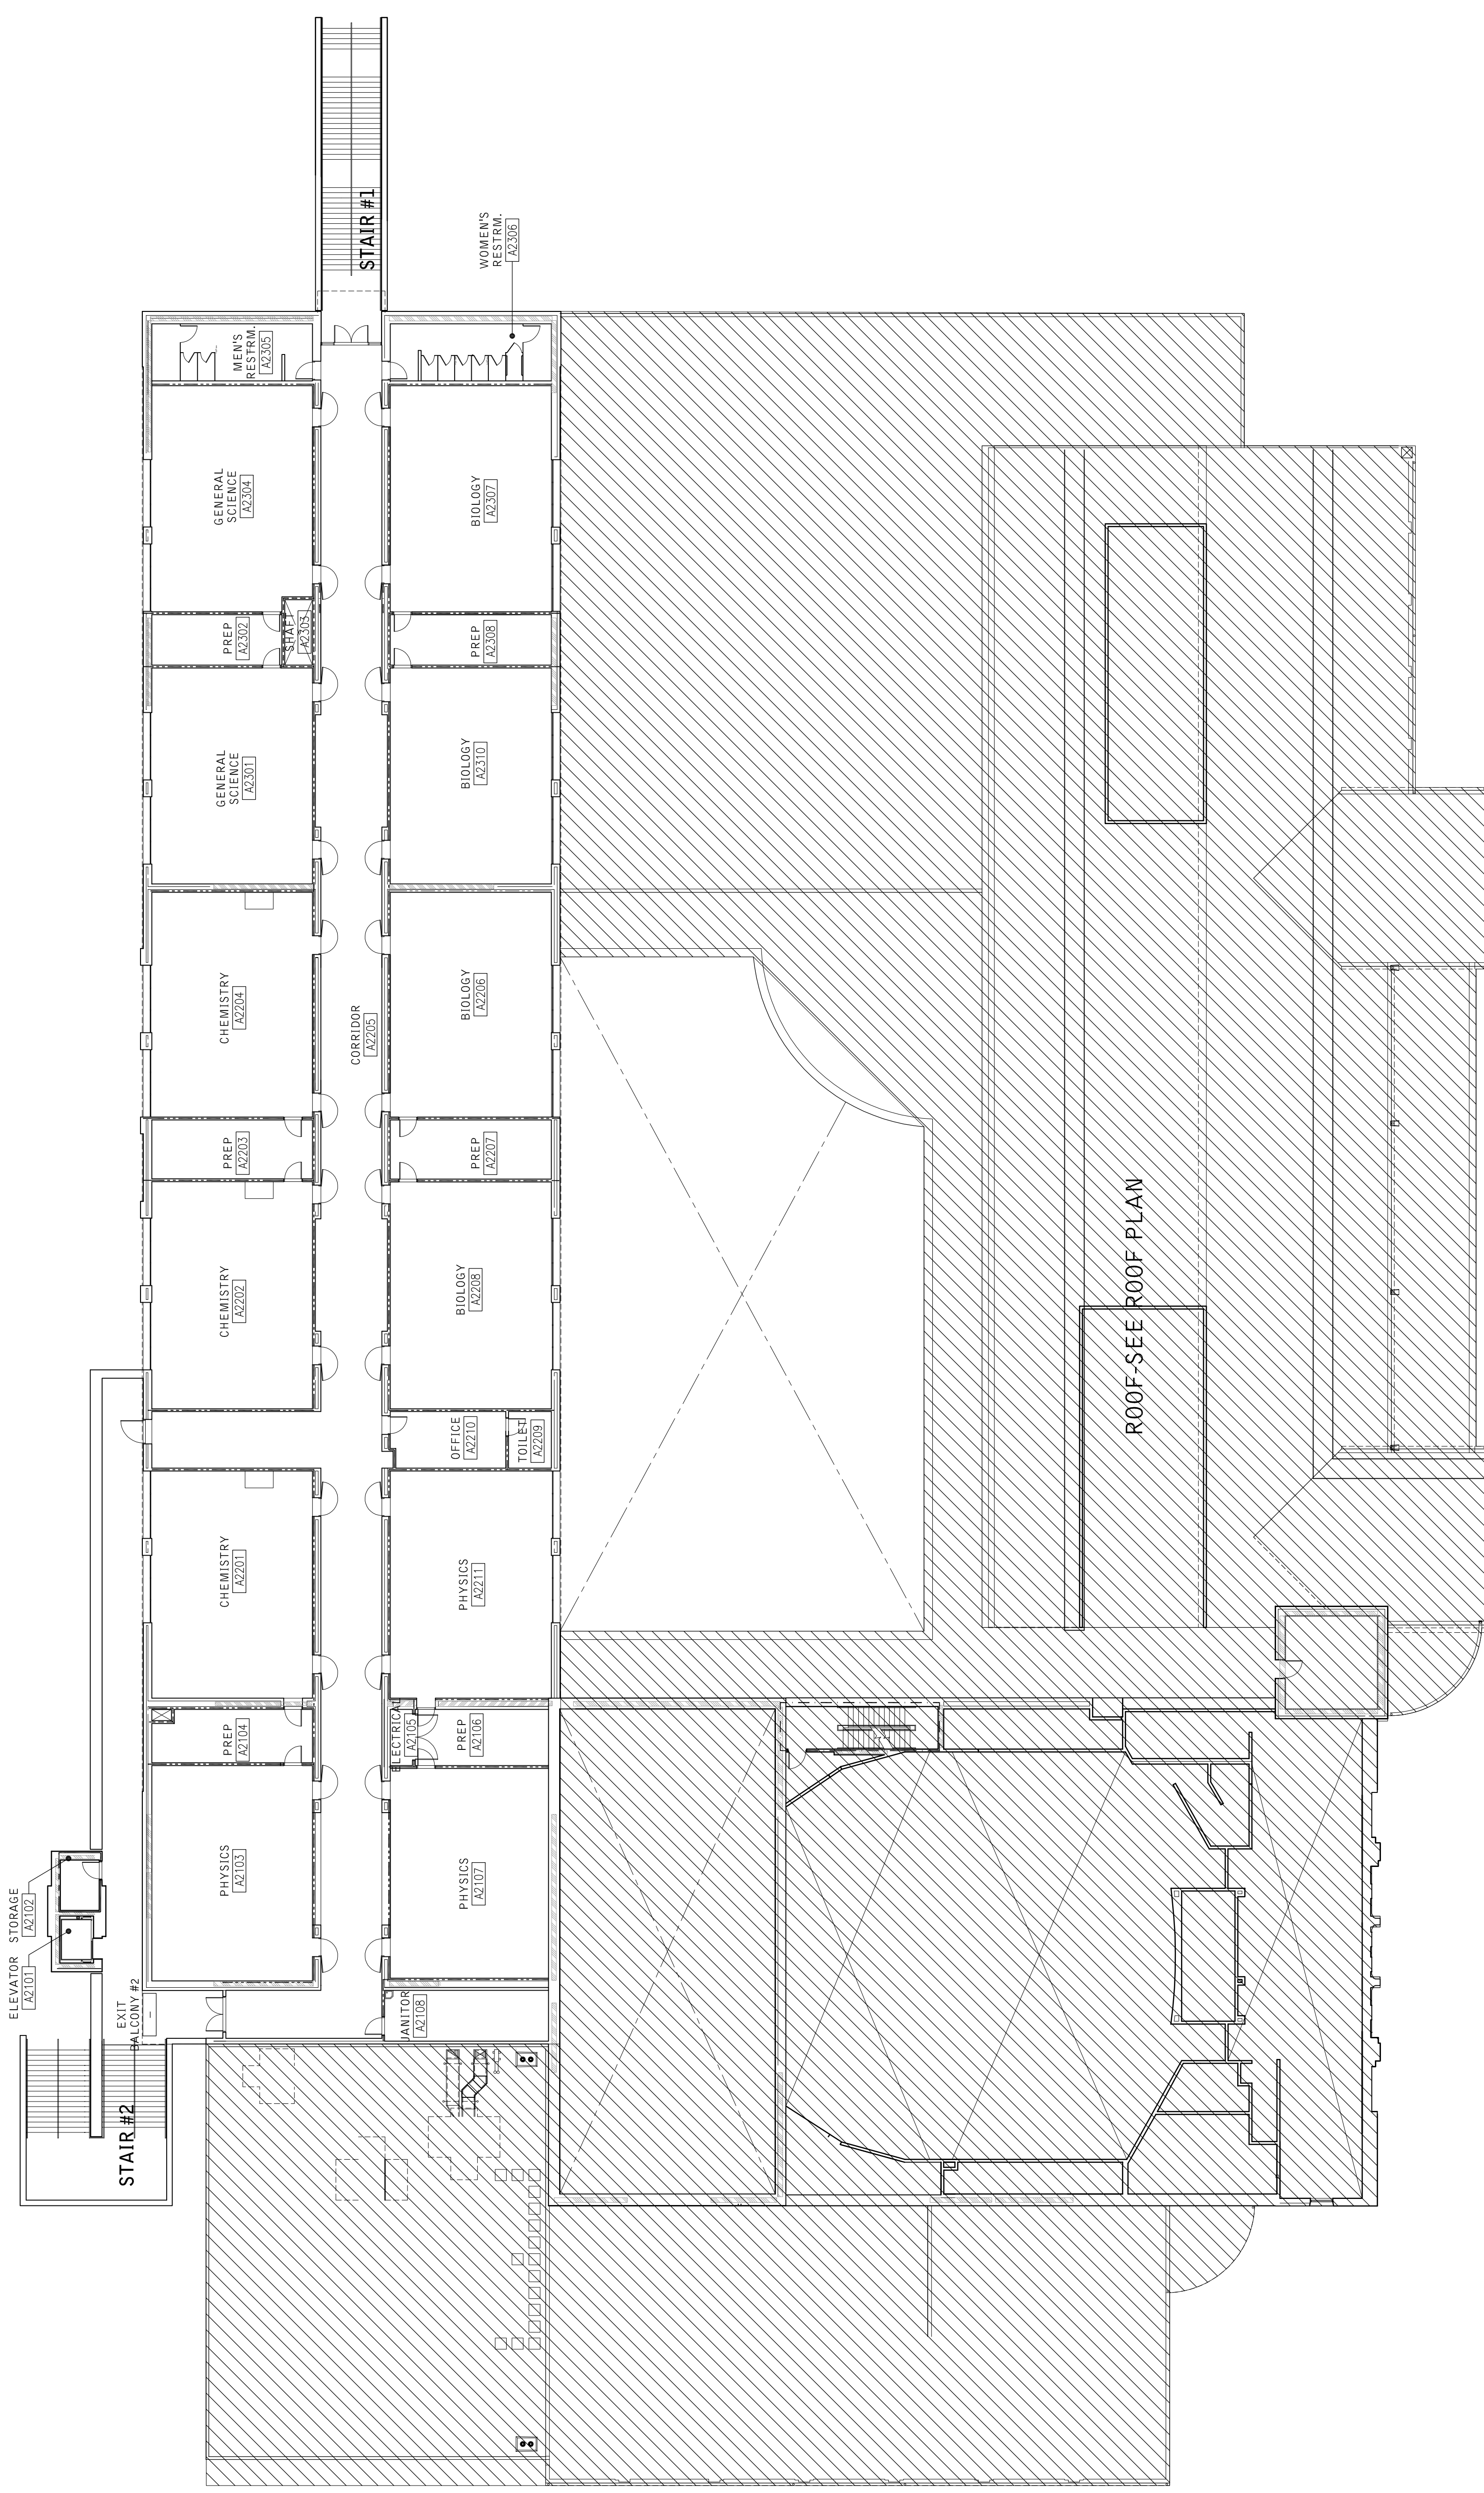 STAIR #1
WOMEN'S
RESTRM.
A2306
MEN'S
RESTRM.
A2305
GENERAL
SCIENCE
A2304
BIOLOGY
A2307
PREP
A2302
SHAFT
A2303
PREP
A2308
GENERAL
SCIENCE
A2301
BIOLOGY
A2310
CHEMISTRY
A2204
CORRIDOR
A2205
BIOLOGY
A2206
PREP
A2203
PREP
A2207
CHEMISTRY
A2202
BIOLOGY
A2208
ROOF-SEE ROOF PLAN
OFFICE
A2210
TOILET
A2209
CHEMISTRY
A2201
PHYSICS
A2211
PREP
A2104
ELECTRICAL
A2105
PREP
A2106
PHYSICS
A2103
PHYSICS
A2107
STORAGE
A2102
ELEVATOR
A2101
EXIT
BALCONY #2
JANITOR
A2108
STAIR #2